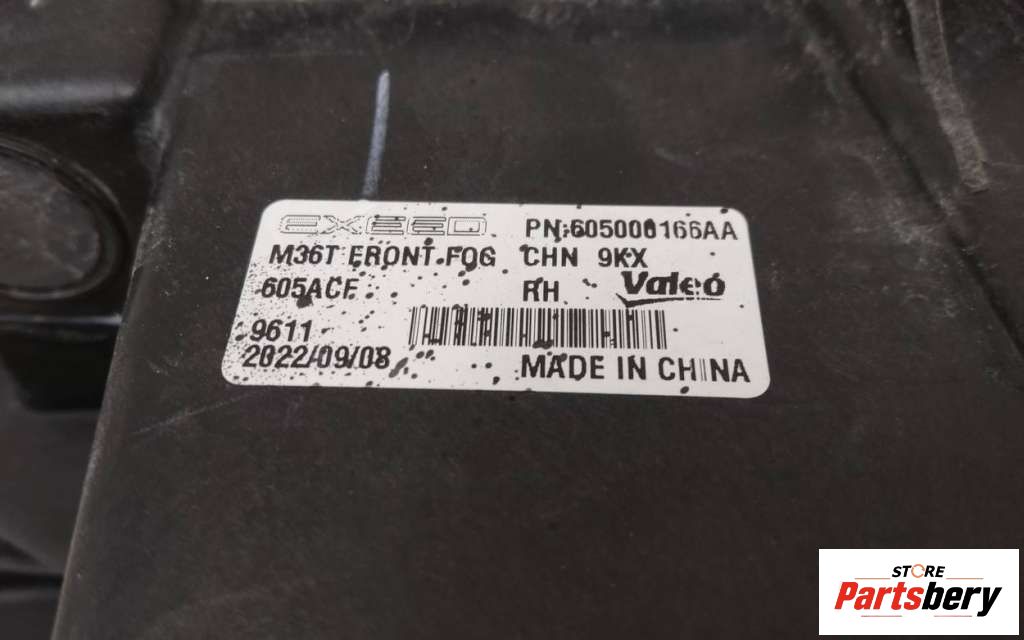 EXEED PN:605000166AA
M36T FRONT FOG CHN 9KX
605ACF RH Valeo
9611
2022/09/08 MADE IN CHINA
STORE
Partsbery